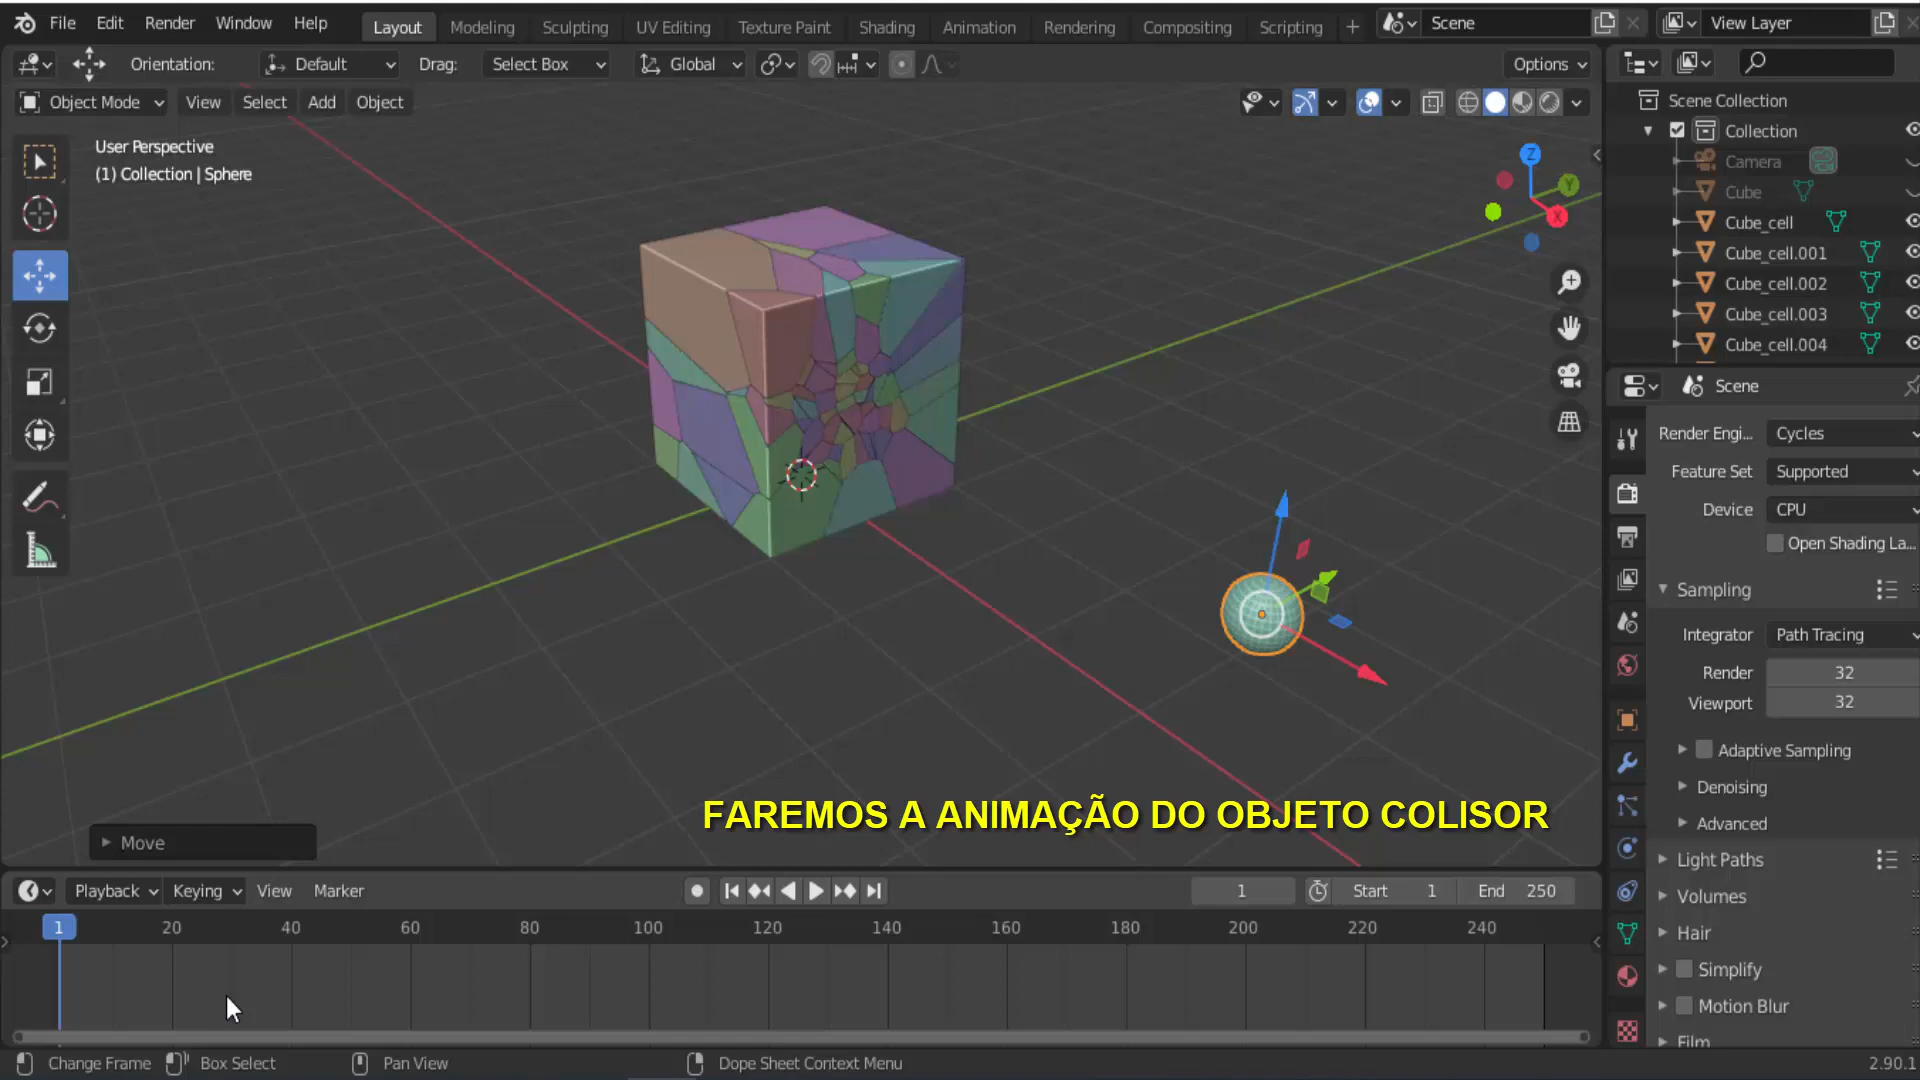 File Edit Render Window Help Layout Modeling Sculpting UV Editing Texture Paint Shading Animation Rendering Compositing Scripting + Scene View Layer
Orientation: Default Drag: Select Box Global Options
Object Mode View Select Add Object
User Perspective
(1) Collection | Sphere
Z
Y
X
Scene Collection
Collection
Camera
Cube
Cube_cell
Cube_cell.001
Cube_cell.002
Cube_cell.003
Cube_cell.004
Scene
Render Engi... Cycles
Feature Set Supported
Device CPU
Open Shading La...
Sampling
Integrator Path Tracing
Render 32
Viewport 32
Adaptive Sampling
Denoising
Advanced
Light Paths
Volumes
Hair
Simplify
Motion Blur
Film
FAREMOS A ANIMAÇÃO DO OBJETO COLISOR
Move
Playback Keying View Marker 1 Start 1 End 250
1 20 40 60 80 100 120 140 160 180 200 220 240
Change Frame Box Select Pan View Dope Sheet Context Menu 2.90.1